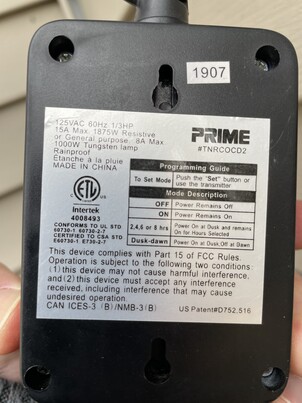 1907
125VAC 60Hz 1/3HP
15A Max. 1875W Resistive
or General purpose, 8A Max.
1000W Tungsten lamp
Rainproof
Etanche à la pluie
MADE IN CHINA
PRIME
#TNRCOCD2
ETL
CM
LISTED
Intertek
4008493
CONFORMS TO UL STD
60730-1 60730-2-7
CERTIFIED TO CSA STD
E60730-1 E730-2-7
Programming Guide
To Set Mode Push the "Set" button or
use the transmitter
Mode Description
OFF Power Remains Off
ON Power Remains On
2,4,6 or 8 hrs Power On at Dusk and remains
On for Hours Selected
Dusk-dawn Power On at Dusk,Off at Dawn
This device complies with Part 15 of FCC Rules.
Operation is subject to the following two conditions:
(1) this device may not cause harmful interference,
and(2) this device must accept any interference
received, including interference that may cause
undesired operation
CAN ICES-3 (B)/NMB-3(B)
US Patent#D752,516